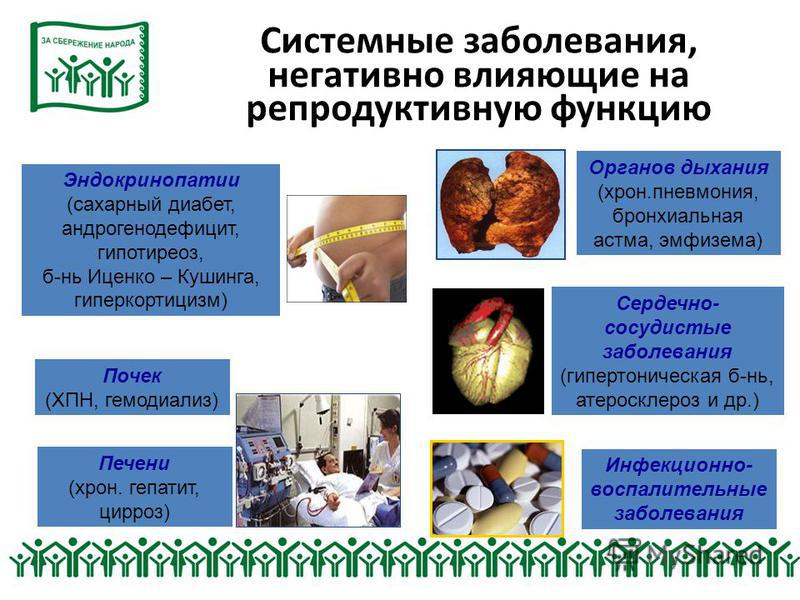 ЗА СБЕРЕЖЕНИЕ НАРОДА
Системные заболевания,
негативно влияющие на
репродуктивную функцию
Эндокринопатии
(сахарный диабет,
андрогенодефицит,
гипотиреоз,
б-нь Иценко – Кушинга,
гиперкортицизм)
Органов дыхания
(хрон.пневмония,
бронхиальная
астма, эмфизема)
Сердечно-
сосудистые
заболевания
(гипертоническая б-нь,
атеросклероз и др.)
Почек
(ХПН, гемодиализ)
Печени
(хрон. гепатит,
цирроз)
Инфекционно-
воспалительные
заболевания
MyShared